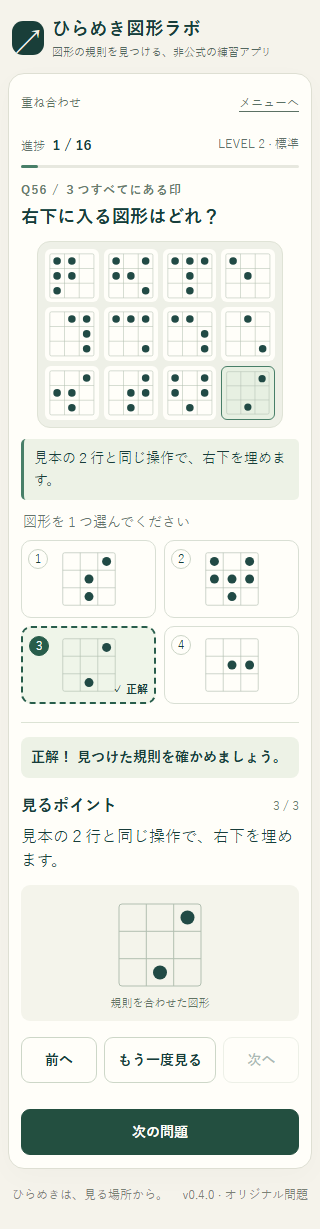 ひらめき図形ラボ
図形の規則を見つける、非公式の練習アプリ
重ね合わせ
メニューへ
進捗 1 / 16
LEVEL 2 · 標準
Q56 / 3つすべてにある印
右下に入る図形はどれ？
見本の2行と同じ操作で、右下を埋めま
す。
図形を1つ選んでください
1
2
3
✓ 正解
4
正解！ 見つけた規則を確かめましょう。
見るポイント
3 / 3
見本の2行と同じ操作で、右下を埋め
ます。
規則を合わせた図形
前へ
もう一度見る
次へ
次の問題
ひらめきは、見る場所から。
v0.4.0 · オリジナル問題